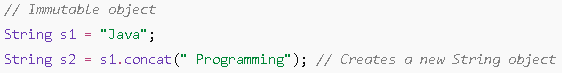 // Immutable object
String s1 = "Java";
String s2 = s1.concat(" Programming"); // Creates a new String object